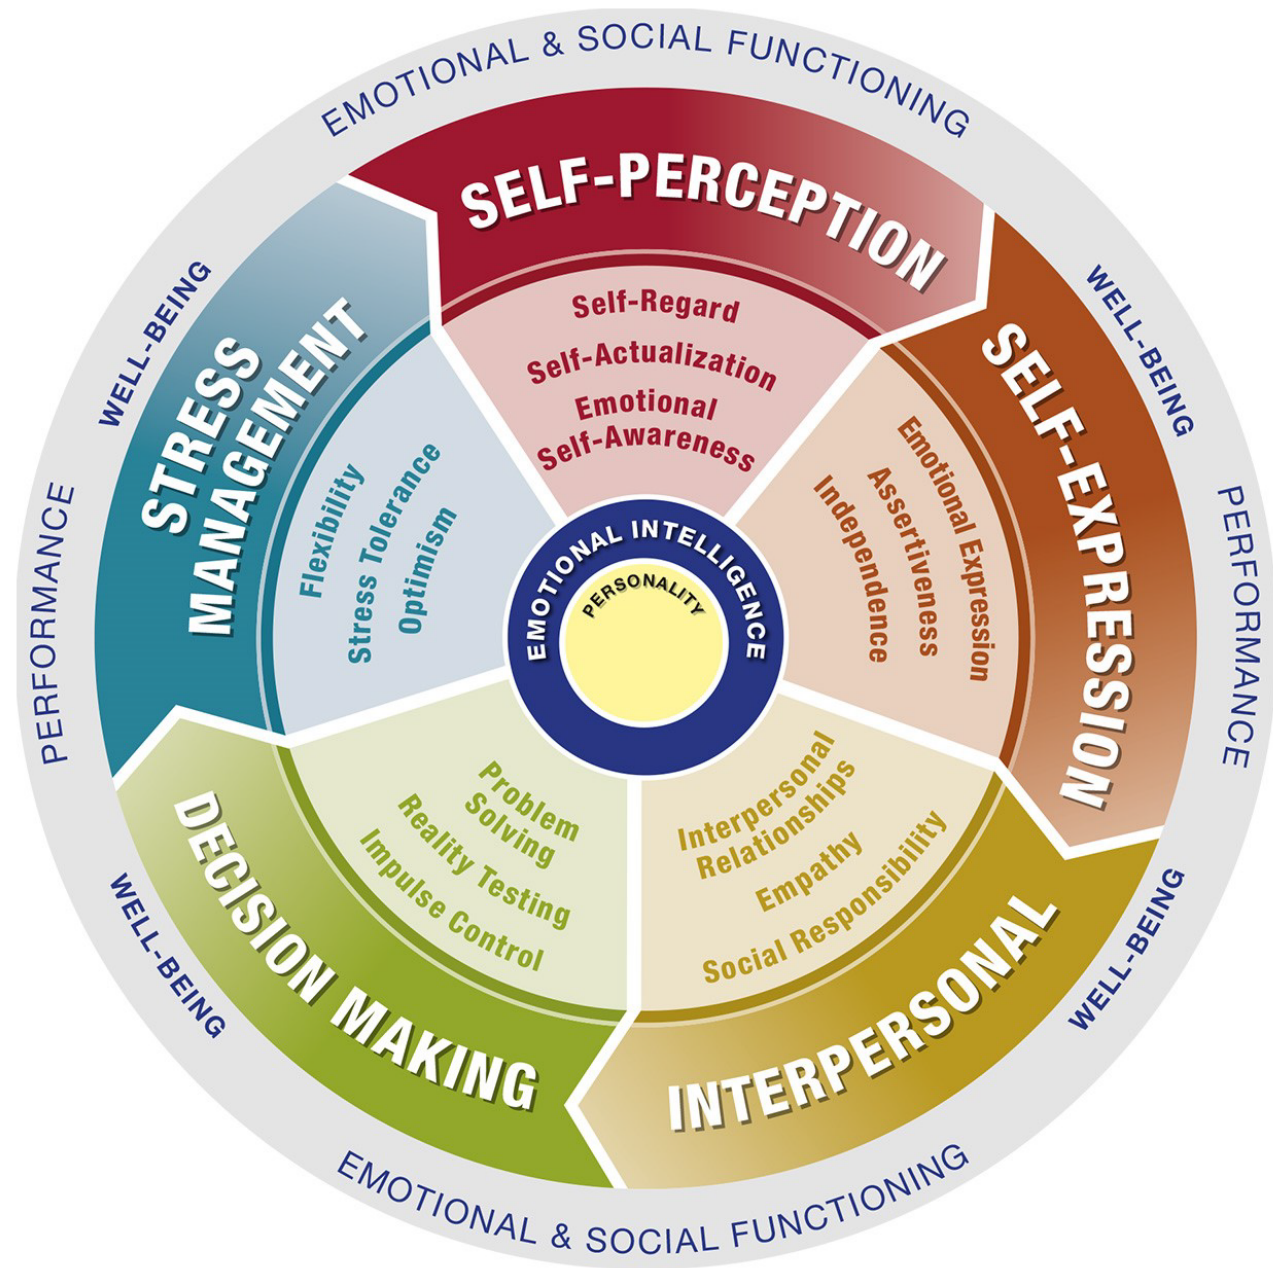 EMOTIONAL & SOCIAL FUNCTIONING
WELL-BEING
WELL-BEING
PERFORMANCE
PERFORMANCE
WELL-BEING
WELL-BEING
EMOTIONAL & SOCIAL FUNCTIONING
SELF-PERCEPTION
Self-Regard
Self-Actualization
Emotional
Self-Awareness
SELF-EXPRESSION
Emotional Expression
Assertiveness
Independence
INTERPERSONAL
Interpersonal
Relationships
Empathy
Social Responsibility
DECISION MAKING
Problem
Solving
Reality Testing
Impulse Control
STRESS
MANAGEMENT
Flexibility
Stress Tolerance
Optimism
EMOTIONAL INTELLIGENCE
PERSONALITY